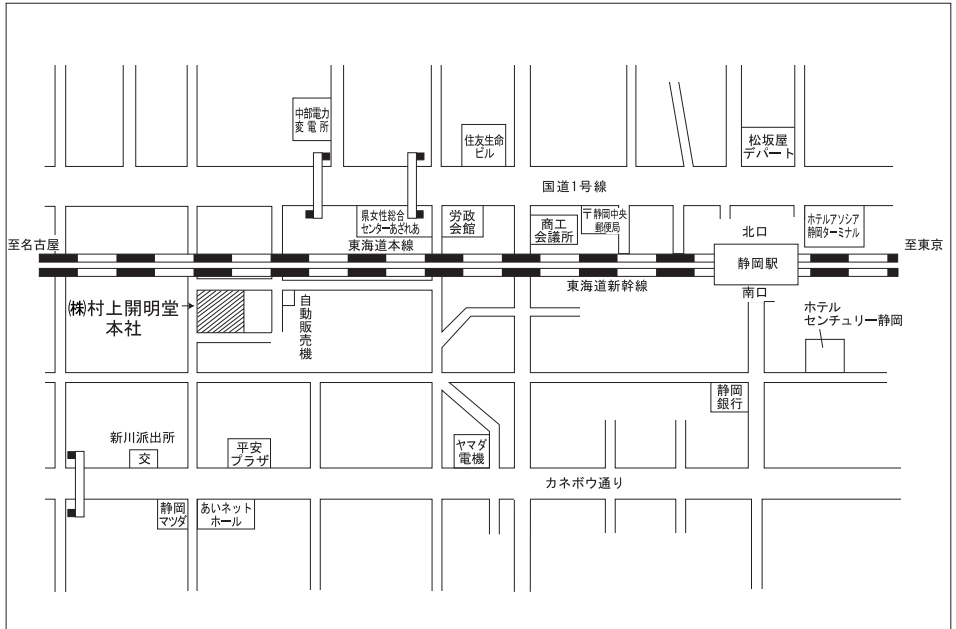 中部電力
変電所
住友生命
ビル
松坂屋
デパート
国道1号線
県女性総合
センターあざれあ
労政
会館
商工
会議所
〒静岡中央
郵便局
北口
ホテルアソシア
静岡ターミナル
至名古屋
東海道本線
静岡駅
至東京
東海道新幹線
南口
㈱村上開明堂
本社
自動販売機
ホテル
センチュリー静岡
静岡
銀行
新川派出所
交
平安
プラザ
ヤマダ
電機
カネボウ通り
静岡
マツダ
あいネット
ホール